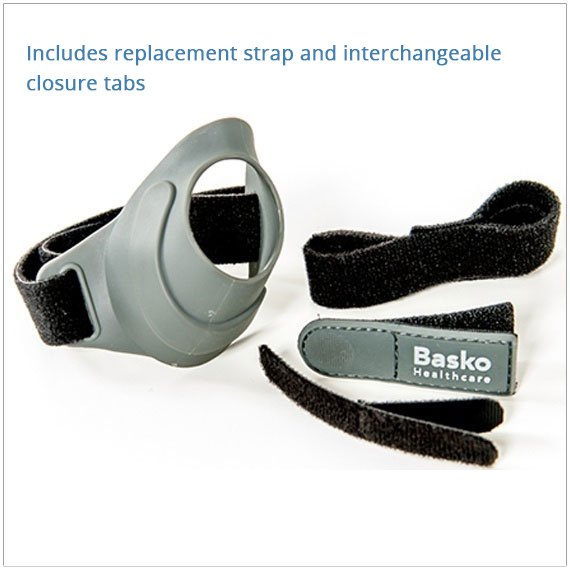 Includes replacement strap and interchangeable
closure tabs
Basko
Healthcare